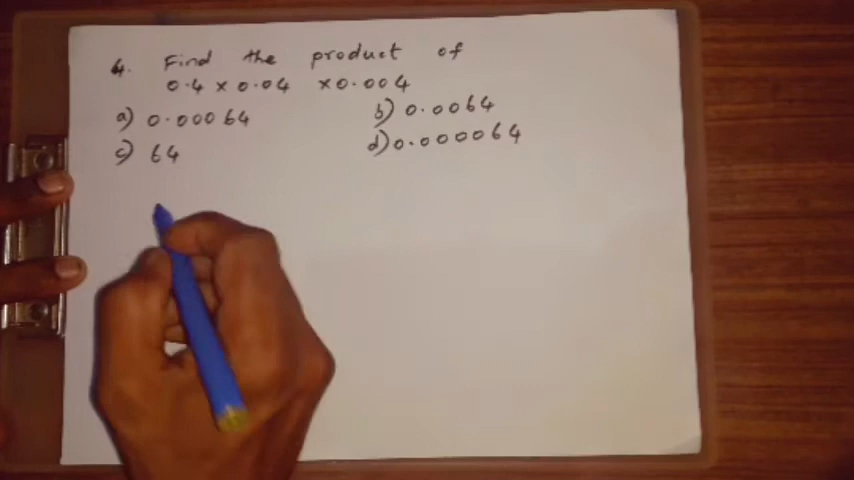 4. Find the product of
0.4 × 0.04 × 0.004
a) 0.00064 b) 0.0064
c) 64 d) 0.000064